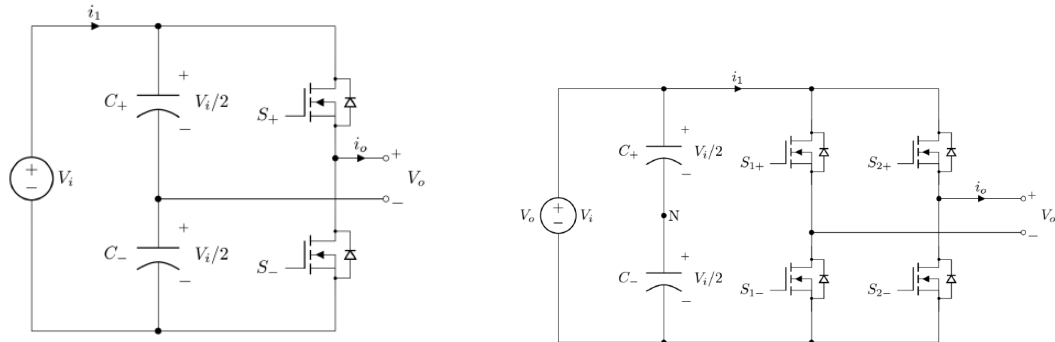 i₁
+
C₊
Vᵢ/2
−
S₊
iₒ
+
Vₒ
−
+
−
Vᵢ
+
C₋
Vᵢ/2
−
S₋
i₁
+
C₊
Vᵢ/2
−
S₁₊
S₂₊
iₒ
+
Vₒ
−
Vₒ
+
−
Vᵢ
N
+
C₋
Vᵢ/2
−
S₁₋
S₂₋